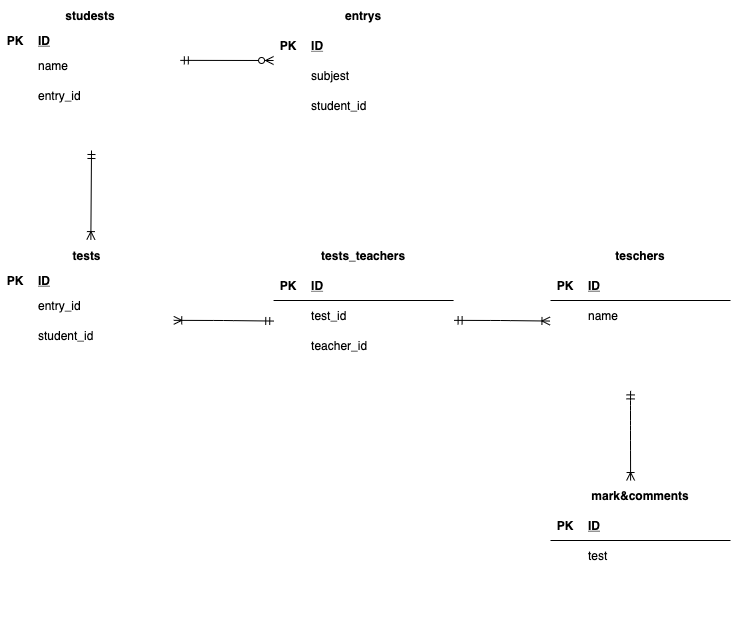 studests
PK ID
name
entry_id
entrys
PK ID
subjest
student_id
tests
PK ID
entry_id
student_id
tests_teachers
PK ID
test_id
teacher_id
teschers
PK ID
name
mark&comments
PK ID
test